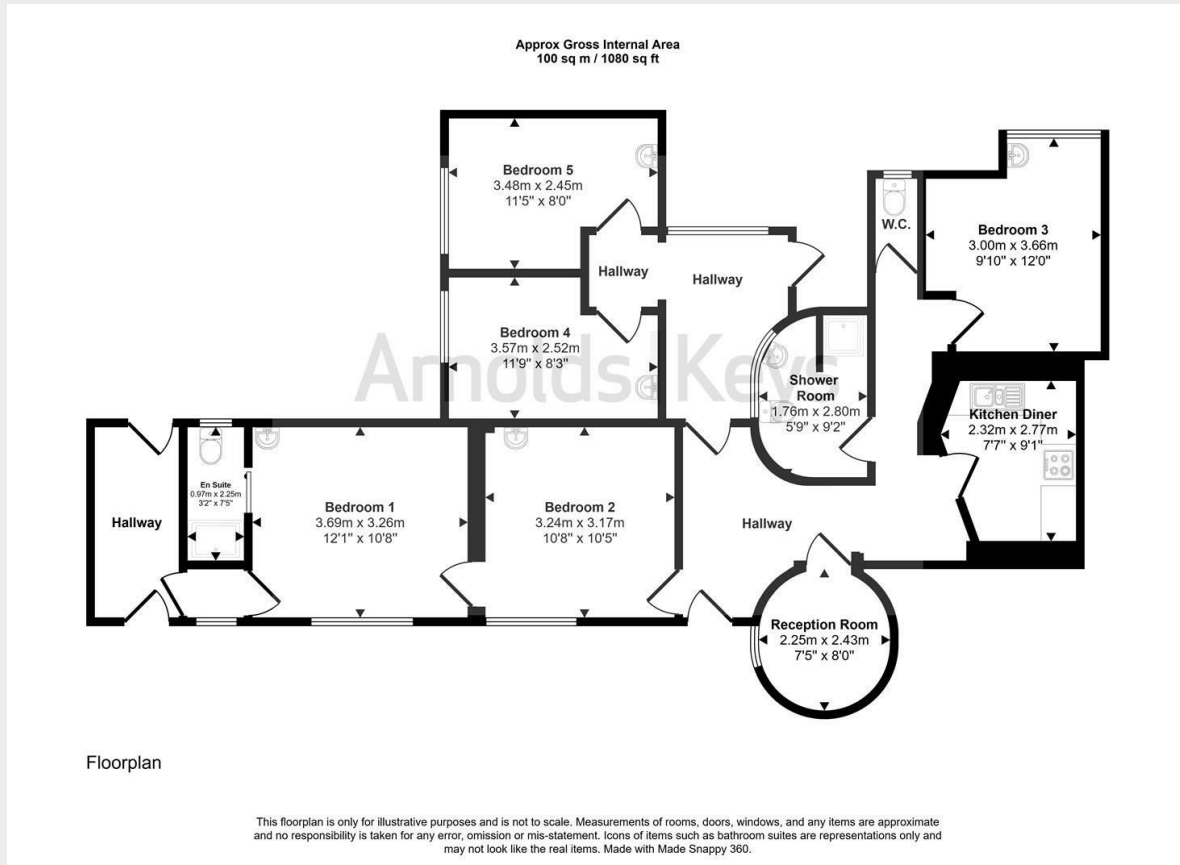 Approx Gross Internal Area
100 sq m / 1080 sq ft
Bedroom 5
3.48m x 2.45m
11'5" x 8'0"
W.C.
Bedroom 3
3.00m x 3.66m
9'10" x 12'0"
Hallway
Hallway
Bedroom 4
3.57m x 2.52m
11'9" x 8'3"
Arnolds|Keys
Shower
Room
1.76m x 2.80m
5'9" x 9'2"
Kitchen Diner
2.32m x 2.77m
7'7" x 9'1"
En Suite
0.97m x 2.25m
3'2" x 7'5"
Hallway
Bedroom 1
3.69m x 3.26m
12'1" x 10'8"
Bedroom 2
3.24m x 3.17m
10'8" x 10'5"
Hallway
Reception Room
2.25m x 2.43m
7'5" x 8'0"
Floorplan
This floorplan is only for illustrative purposes and is not to scale. Measurements of rooms, doors, windows, and any items are approximate
and no responsibility is taken for any error, omission or mis-statement. Icons of items such as bathroom suites are representations only and
may not look like the real items. Made with Made Snappy 360.